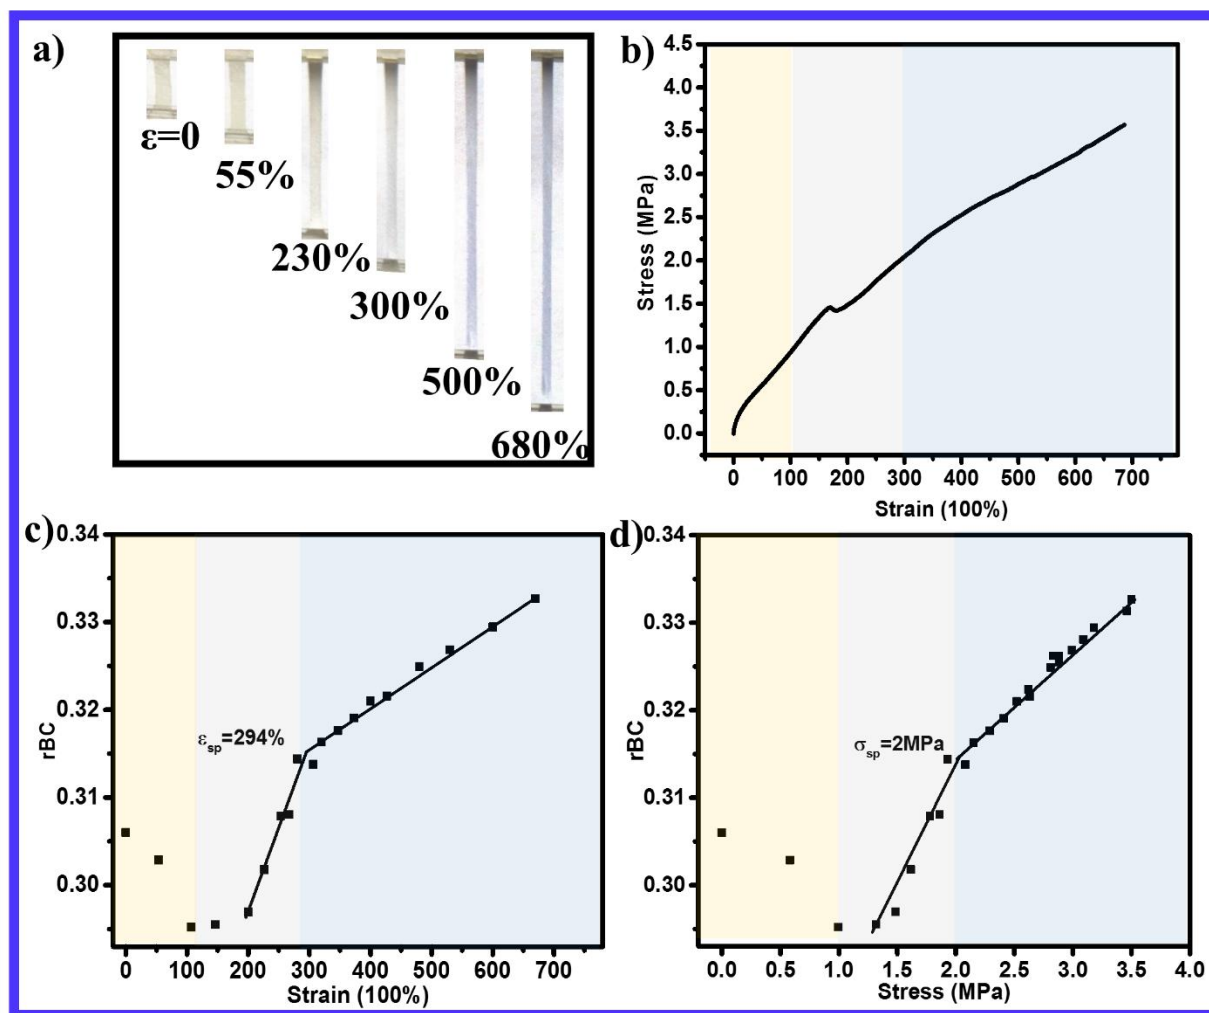 a)
ε=0
55%
230%
300%
500%
680%
b)
4.5
4.0
3.5
3.0
2.5
2.0
1.5
1.0
0.5
0.0
Stress (MPa)
0 100 200 300 400 500 600 700
Strain (100%)
c)
0.34
0.33
0.32
0.31
0.30
rBC
εsp=294%
0 100 200 300 400 500 600 700
Strain (100%)
d)
0.34
0.33
0.32
0.31
0.30
rBC
σsp=2MPa
0.0 0.5 1.0 1.5 2.0 2.5 3.0 3.5 4.0
Stress (MPa)